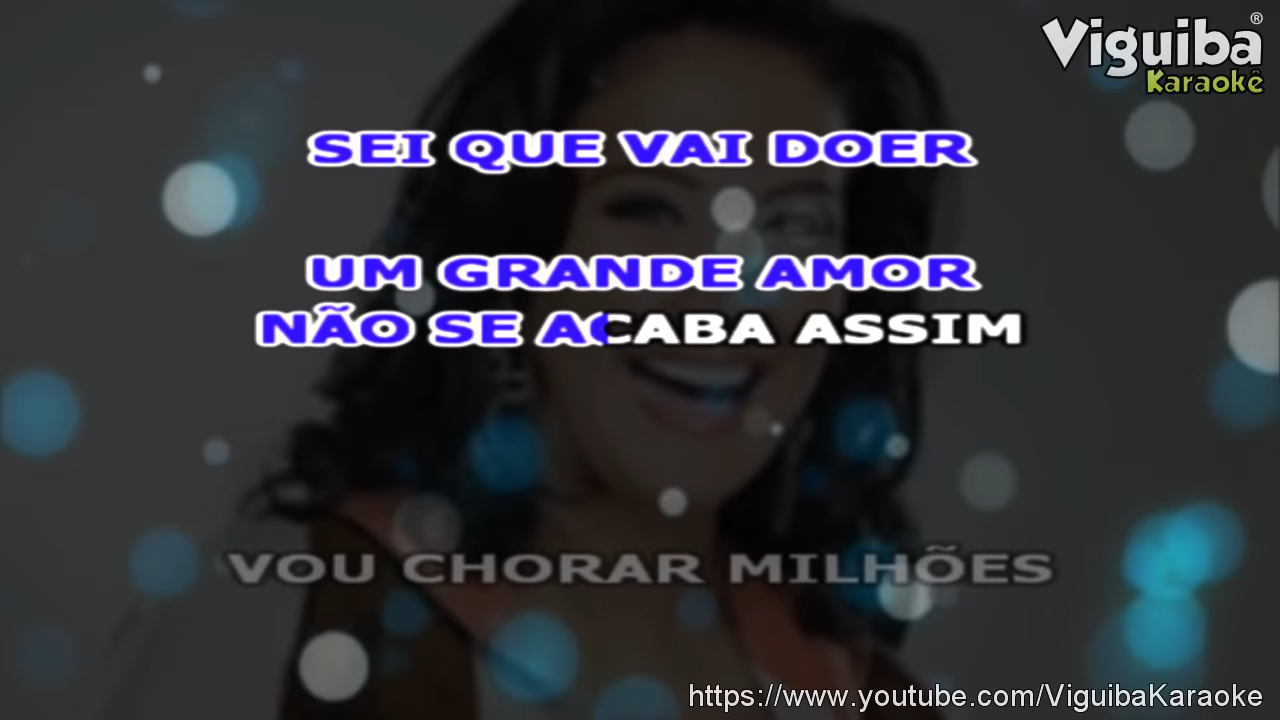 Viguiba®
Karaokê
SEI QUE VAI DOER
UM GRANDE AMOR
NÃO SE ACABA ASSIM
VOU CHORAR MILHÕES
https://www.youtube.com/ViguibaKaraoke